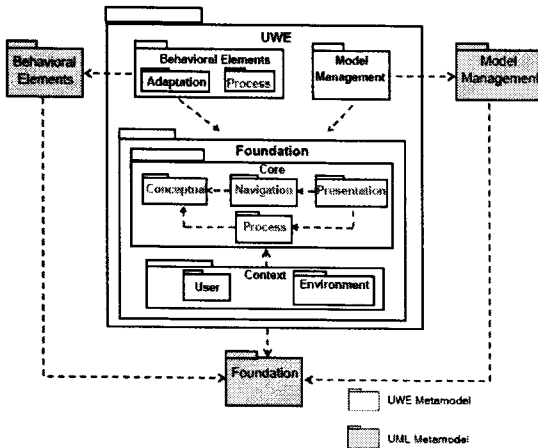 UWE
Behavioral
Elements
Behavioral Elements
Adaptation
Process
Model
Management
Model
Management
Foundation
Core
Conceptual
Navigation
Presentation
Process
Context
User
Environment
Foundation
UWE Metamodel
UML Metamodel